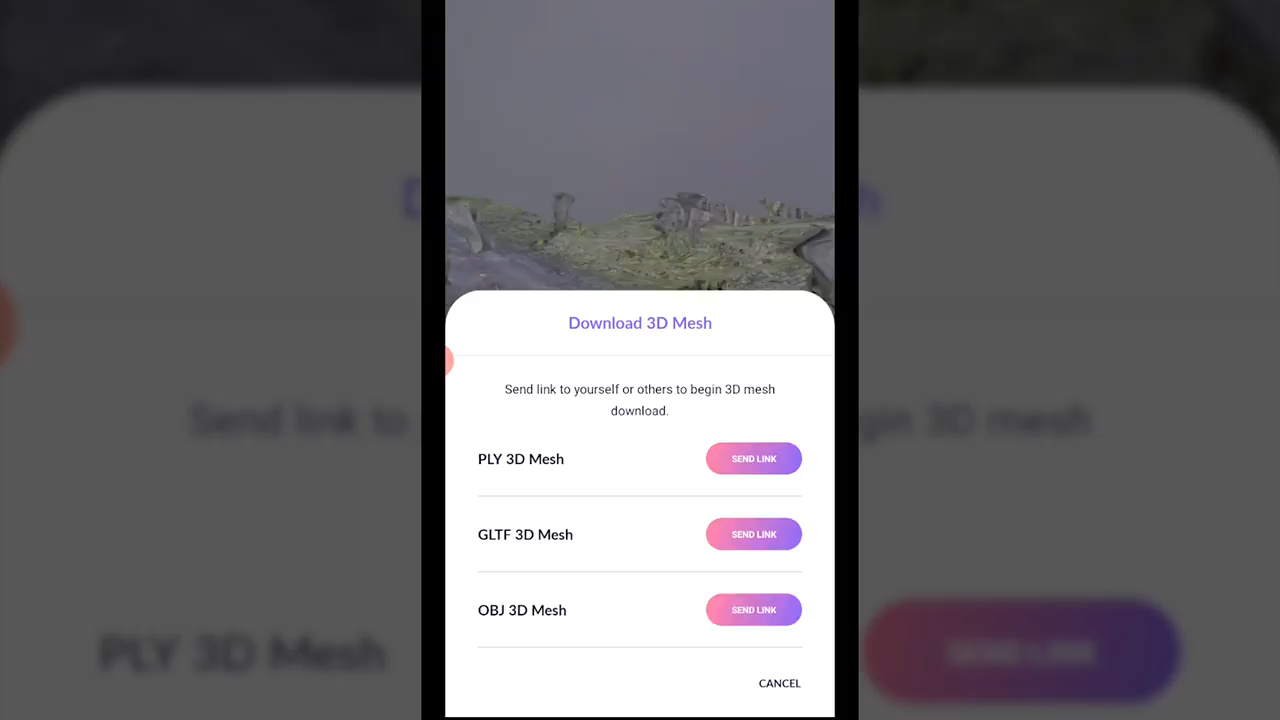 Download 3D Mesh
Send link to yourself or others to begin 3D mesh
download.
PLY 3D Mesh
SEND LINK
GLTF 3D Mesh
SEND LINK
OBJ 3D Mesh
SEND LINK
CANCEL